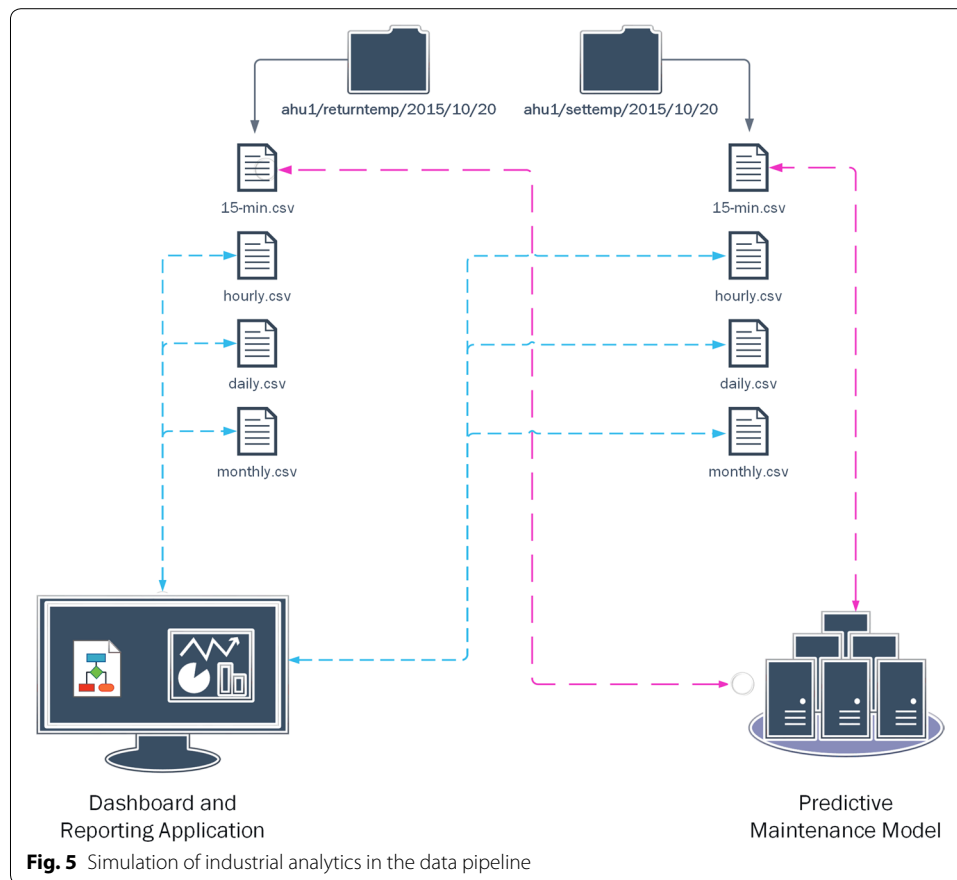 ahu1/returntemp/2015/10/20
ahu1/settemp/2015/10/20
15-min.csv
15-min.csv
hourly.csv
hourly.csv
daily.csv
daily.csv
monthly.csv
monthly.csv
Dashboard and
Reporting Application
Predictive
Maintenance Model
Fig. 5 Simulation of industrial analytics in the data pipeline